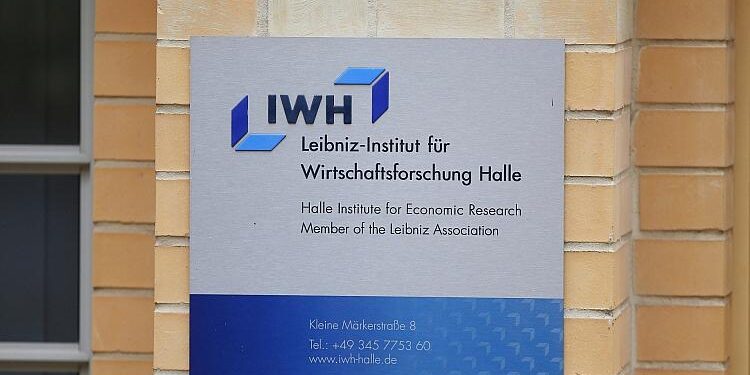 IWH
Leibniz-Institut für
Wirtschaftsforschung Halle
Halle Institute for Economic Research
Member of the Leibniz Association
Kleine Märkerstraße 8
Tel.: +49 345 7753 60
www.iwh-halle.de